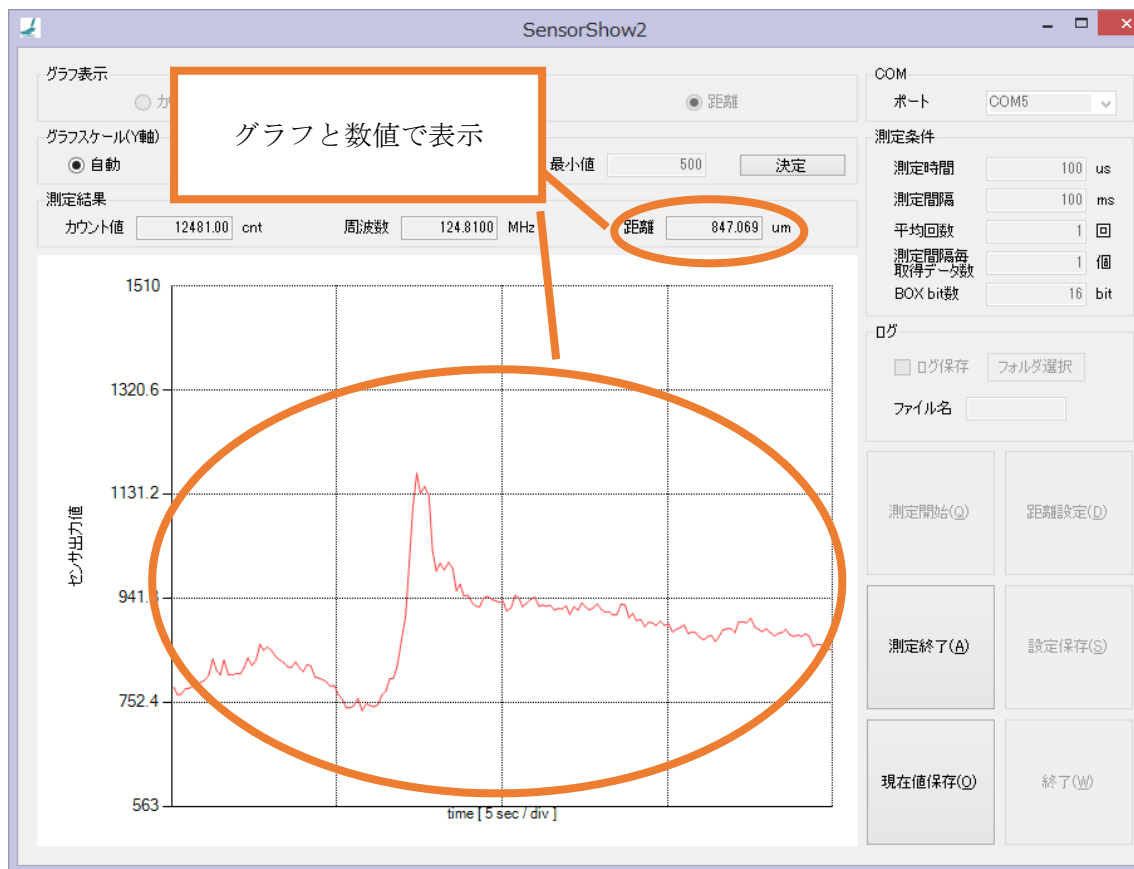 SensorShow2
グラフ表示
カ
距離
グラフと数値で表示
グラフスケール(Y軸)
自動
最小値 500 決定
測定結果
カウント値 12481.00 cnt 周波数 124.8100 MHz 距離 847.069 um
1510
1320.6
1131.2
941.8
752.4
563
センサ出力値
time [ 5 sec / div ]
COM
ポート COM5
測定条件
測定時間 100 us
測定間隔 100 ms
平均回数 1 回
測定間隔毎
取得データ数 1 個
BOX bit数 16 bit
ログ
ログ保存 フォルダ選択
ファイル名
測定開始(Q) 距離設定(D)
測定終了(A) 設定保存(S)
現在値保存(O) 終了(W)